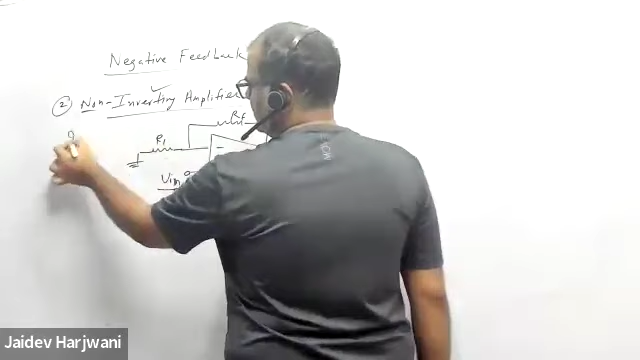 Negative Feedback
② Non-Inverting Amplifier
Rf
R1
Vin
Jaidev Harjwani